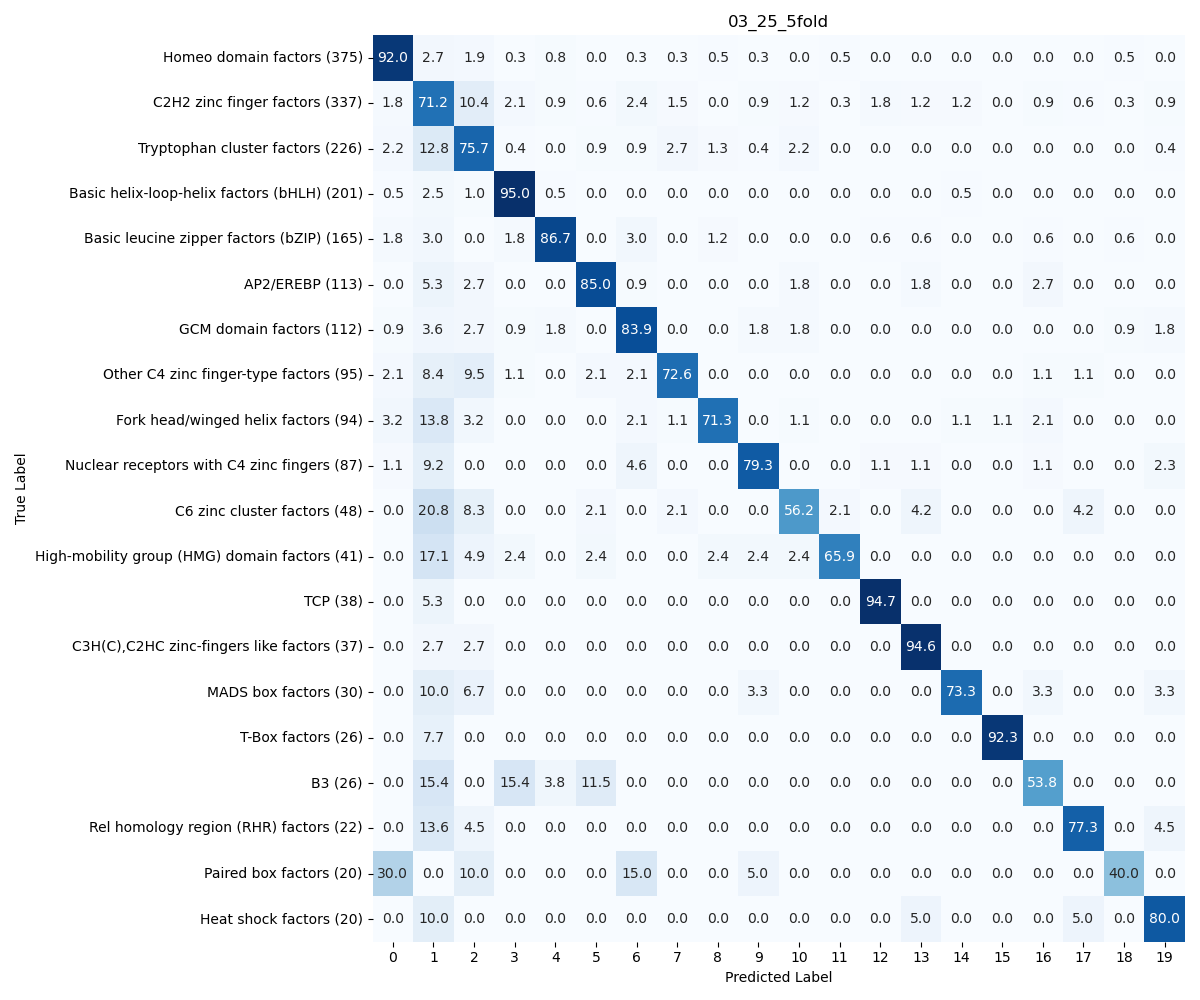 03_25_5fold
Homeo domain factors (375) 92.0 2.7 1.9 0.3 0.8 0.0 0.3 0.3 0.5 0.3 0.0 0.5 0.0 0.0 0.0 0.0 0.0 0.0 0.5 0.0
C2H2 zinc finger factors (337) 1.8 71.2 10.4 2.1 0.9 0.6 2.4 1.5 0.0 0.9 1.2 0.3 1.8 1.2 1.2 0.0 0.9 0.6 0.3 0.9
Tryptophan cluster factors (226) 2.2 12.8 75.7 0.4 0.0 0.9 0.9 2.7 1.3 0.4 2.2 0.0 0.0 0.0 0.0 0.0 0.0 0.0 0.0 0.4
Basic helix-loop-helix factors (bHLH) (201) 0.5 2.5 1.0 95.0 0.5 0.0 0.0 0.0 0.0 0.0 0.0 0.0 0.0 0.0 0.5 0.0 0.0 0.0 0.0 0.0
Basic leucine zipper factors (bZIP) (165) 1.8 3.0 0.0 1.8 86.7 0.0 3.0 0.0 1.2 0.0 0.0 0.0 0.6 0.6 0.0 0.0 0.6 0.0 0.6 0.0
AP2/EREBP (113) 0.0 5.3 2.7 0.0 0.0 85.0 0.9 0.0 0.0 0.0 1.8 0.0 0.0 1.8 0.0 0.0 2.7 0.0 0.0 0.0
GCM domain factors (112) 0.9 3.6 2.7 0.9 1.8 0.0 83.9 0.0 0.0 1.8 1.8 0.0 0.0 0.0 0.0 0.0 0.0 0.0 0.9 1.8
Other C4 zinc finger-type factors (95) 2.1 8.4 9.5 1.1 0.0 2.1 2.1 72.6 0.0 0.0 0.0 0.0 0.0 0.0 0.0 0.0 1.1 1.1 0.0 0.0
Fork head/winged helix factors (94) 3.2 13.8 3.2 0.0 0.0 0.0 2.1 1.1 71.3 0.0 1.1 0.0 0.0 0.0 1.1 1.1 2.1 0.0 0.0 0.0
Nuclear receptors with C4 zinc fingers (87) 1.1 9.2 0.0 0.0 0.0 0.0 4.6 0.0 0.0 79.3 0.0 0.0 1.1 1.1 0.0 0.0 1.1 0.0 0.0 2.3
C6 zinc cluster factors (48) 0.0 20.8 8.3 0.0 0.0 2.1 0.0 2.1 0.0 0.0 56.2 2.1 0.0 4.2 0.0 0.0 0.0 4.2 0.0 0.0
High-mobility group (HMG) domain factors (41) 0.0 17.1 4.9 2.4 0.0 2.4 0.0 0.0 2.4 2.4 2.4 65.9 0.0 0.0 0.0 0.0 0.0 0.0 0.0 0.0
TCP (38) 0.0 5.3 0.0 0.0 0.0 0.0 0.0 0.0 0.0 0.0 0.0 0.0 94.7 0.0 0.0 0.0 0.0 0.0 0.0 0.0
C3H(C),C2HC zinc-fingers like factors (37) 0.0 2.7 2.7 0.0 0.0 0.0 0.0 0.0 0.0 0.0 0.0 0.0 0.0 94.6 0.0 0.0 0.0 0.0 0.0 0.0
MADS box factors (30) 0.0 10.0 6.7 0.0 0.0 0.0 0.0 0.0 0.0 3.3 0.0 0.0 0.0 0.0 73.3 0.0 3.3 0.0 0.0 3.3
T-Box factors (26) 0.0 7.7 0.0 0.0 0.0 0.0 0.0 0.0 0.0 0.0 0.0 0.0 0.0 0.0 0.0 92.3 0.0 0.0 0.0 0.0
B3 (26) 0.0 15.4 0.0 15.4 3.8 11.5 0.0 0.0 0.0 0.0 0.0 0.0 0.0 0.0 0.0 0.0 53.8 0.0 0.0 0.0
Rel homology region (RHR) factors (22) 0.0 13.6 4.5 0.0 0.0 0.0 0.0 0.0 0.0 0.0 0.0 0.0 0.0 0.0 0.0 0.0 0.0 77.3 0.0 4.5
Paired box factors (20) 30.0 0.0 10.0 0.0 0.0 0.0 15.0 0.0 0.0 5.0 0.0 0.0 0.0 0.0 0.0 0.0 0.0 0.0 40.0 0.0
Heat shock factors (20) 0.0 10.0 0.0 0.0 0.0 0.0 0.0 0.0 0.0 0.0 0.0 0.0 0.0 5.0 0.0 0.0 0.0 5.0 0.0 80.0
0 1 2 3 4 5 6 7 8 9 10 11 12 13 14 15 16 17 18 19
Predicted Label
True Label